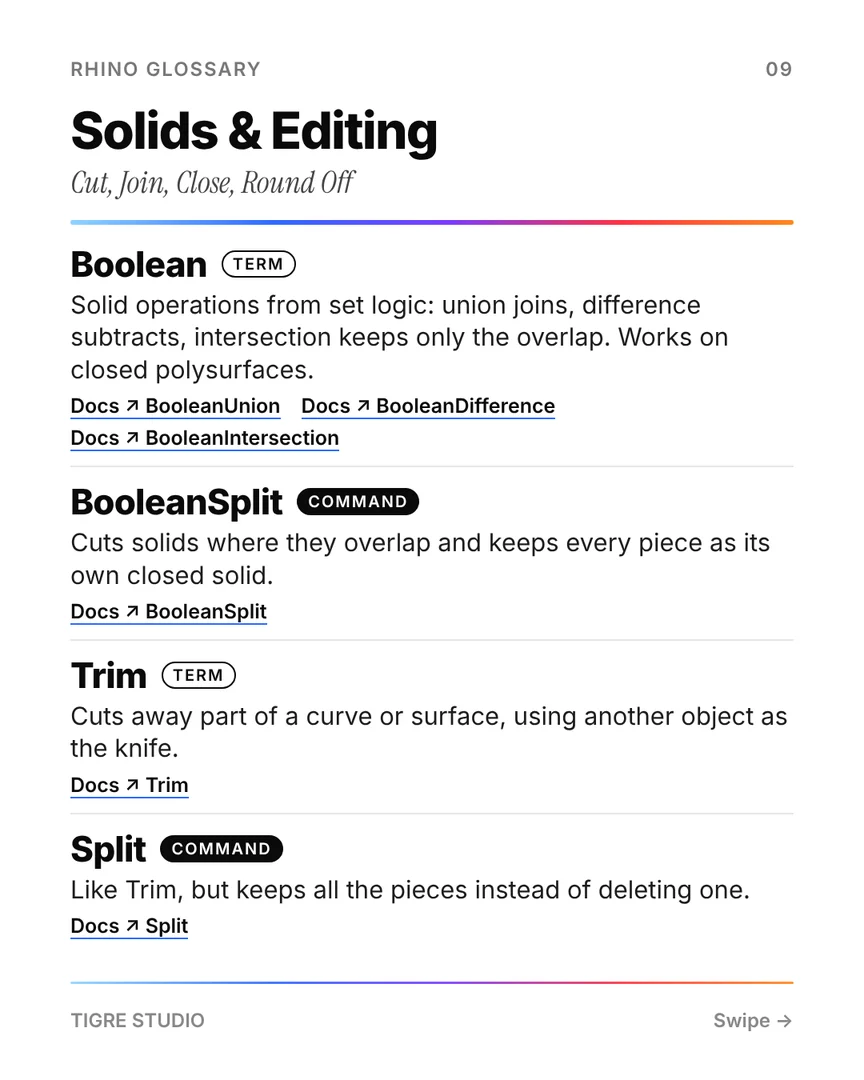 RHINO GLOSSARY 09
Solids & Editing
Cut, Join, Close, Round Off
Boolean TERM
Solid operations from set logic: union joins, difference
subtracts, intersection keeps only the overlap. Works on
closed polysurfaces.
Docs ↗ BooleanUnion Docs ↗ BooleanDifference
Docs ↗ BooleanIntersection
BooleanSplit COMMAND
Cuts solids where they overlap and keeps every piece as its
own closed solid.
Docs ↗ BooleanSplit
Trim TERM
Cuts away part of a curve or surface, using another object as
the knife.
Docs ↗ Trim
Split COMMAND
Like Trim, but keeps all the pieces instead of deleting one.
Docs ↗ Split
TIGRE STUDIO Swipe →